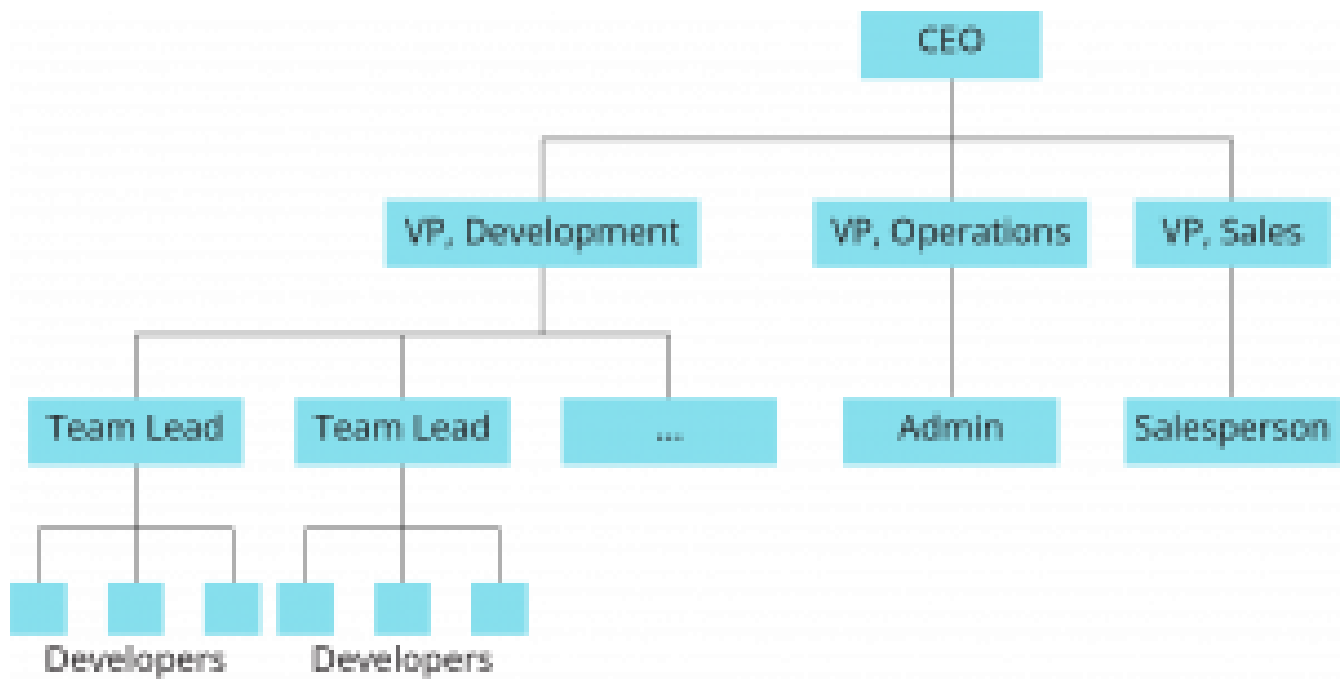 CEO
VP, Development
VP, Operations
VP, Sales
Team Lead
Team Lead
...
Admin
Salesperson
Developers
Developers